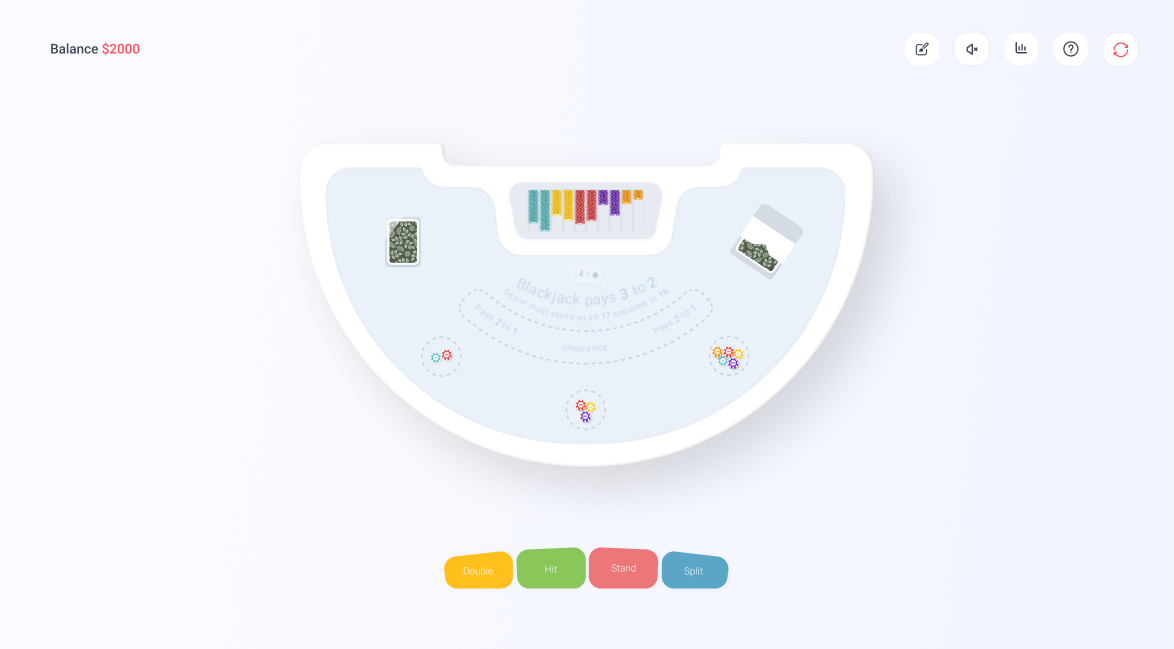 Balance $2000
Blackjack pays 3 to 2
Dealer must stand on all 17 and draw to 16
Pays 2 to 1
Pays 2 to 1
Insurance
Double
Hit
Stand
Split